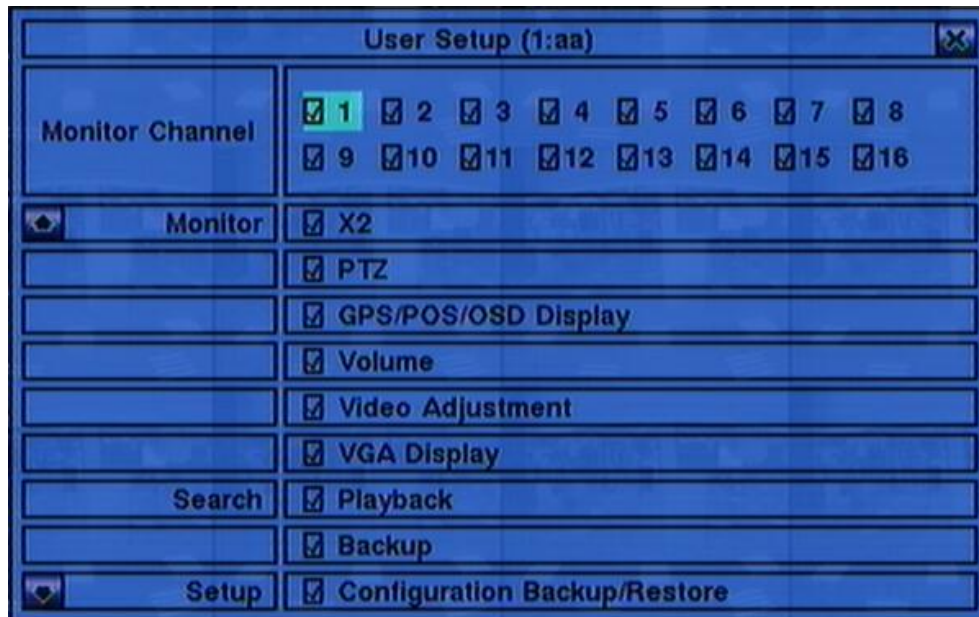 User Setup (1:aa)
Monitor Channel
1 2 3 4 5 6 7 8
9 10 11 12 13 14 15 16
Monitor X2
PTZ
GPS/POS/OSD Display
Volume
Video Adjustment
VGA Display
Search Playback
Backup
Setup Configuration Backup/Restore